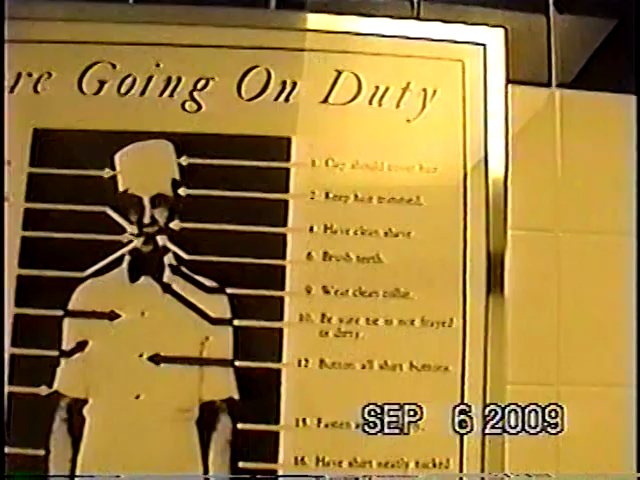 re Going On Duty
1. Cap should cover hair.
2. Keep hair trimmed.
4. Have clean shave.
6. Brush teeth.
9. Wear clean collar.
10. Be sure tie is not frayed
or dirty.
12. Button all shirt buttons.
15. Fasten
SEP 6 2009
16. Have shirt neatly tucked